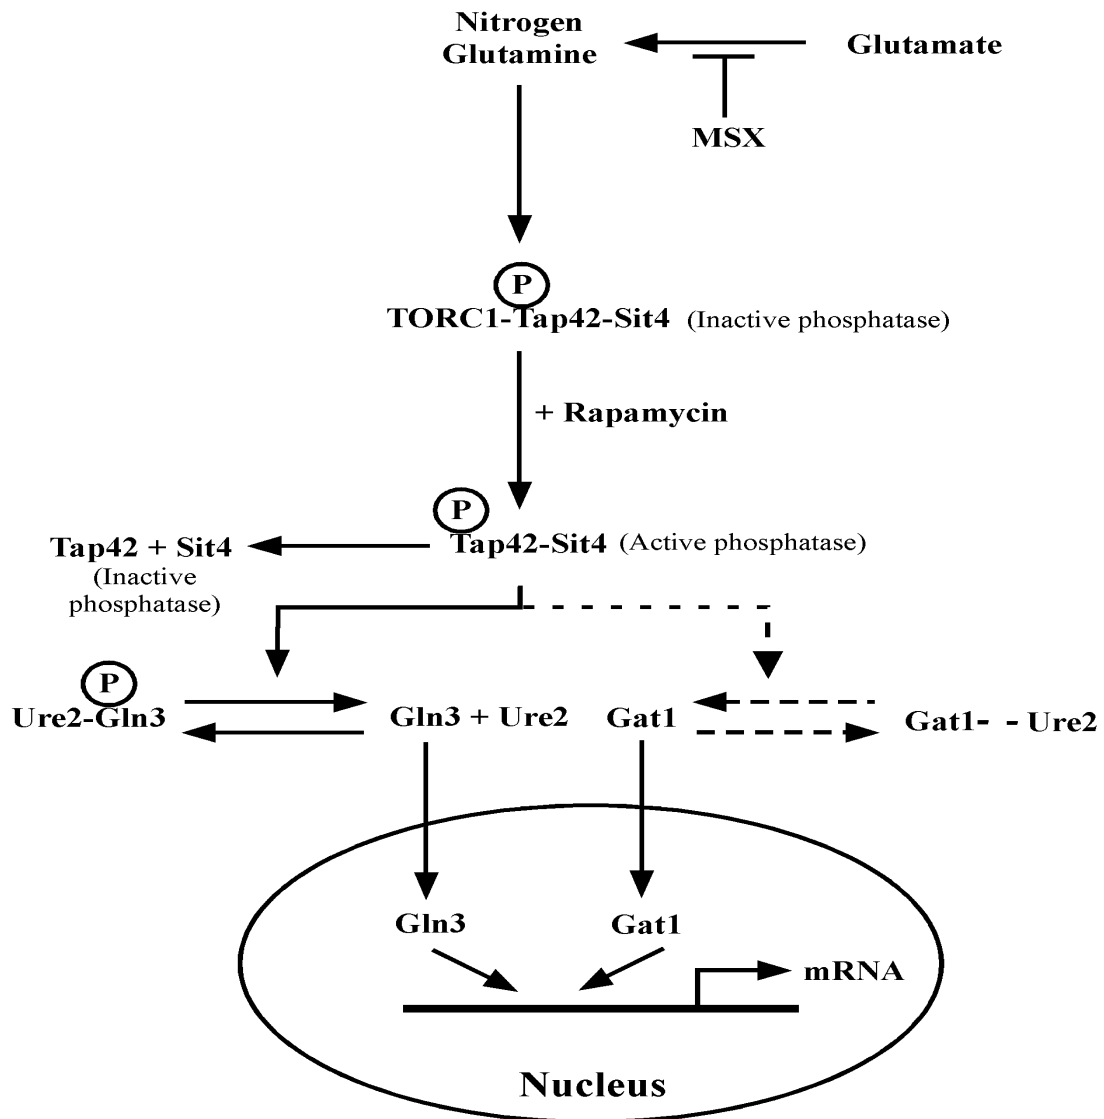 Nitrogen
Glutamine
Glutamate
MSX
P
TORC1-Tap42-Sit4 (Inactive phosphatase)
+ Rapamycin
P
Tap42 + Sit4
(Inactive
phosphatase)
Tap42-Sit4 (Active phosphatase)
P
Ure2-Gln3
Gln3 + Ure2
Gat1
Gat1- - Ure2
Gln3
Gat1
mRNA
Nucleus